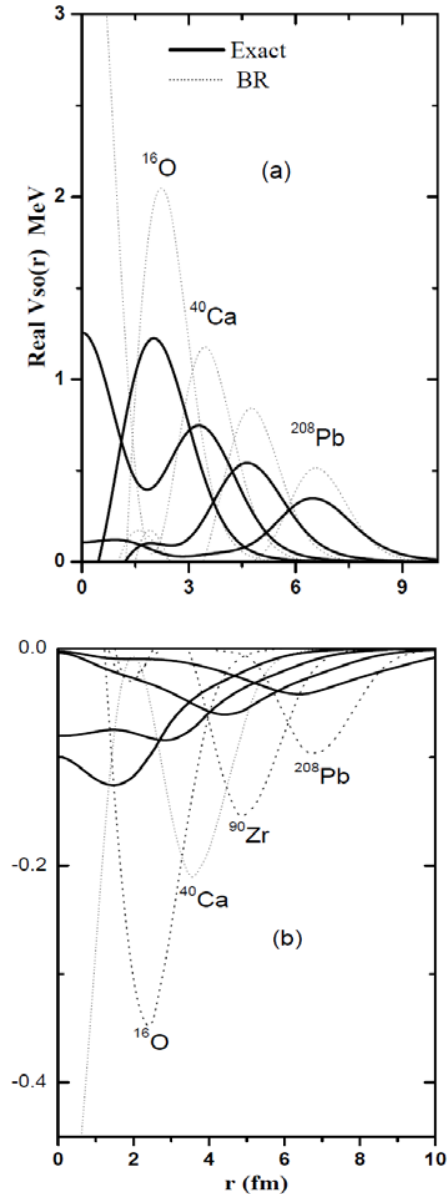 3
Exact
BR
¹⁶O
(a)
2
Real Vso(r) MeV
⁴⁰Ca
1
²⁰⁸Pb
0
0 3 6 9
0.0
²⁰⁸Pb
⁹⁰Zr
-0.2
⁴⁰Ca
(b)
¹⁶O
-0.4
0 2 4 6 8 10
r (fm)